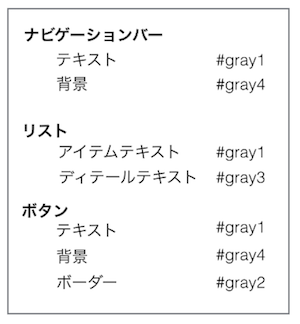 ナビゲーションバー
テキスト #gray1
背景 #gray4
リスト
アイテムテキスト #gray1
ディテールテキスト #gray3
ボタン
テキスト #gray1
背景 #gray4
ボーダー #gray2